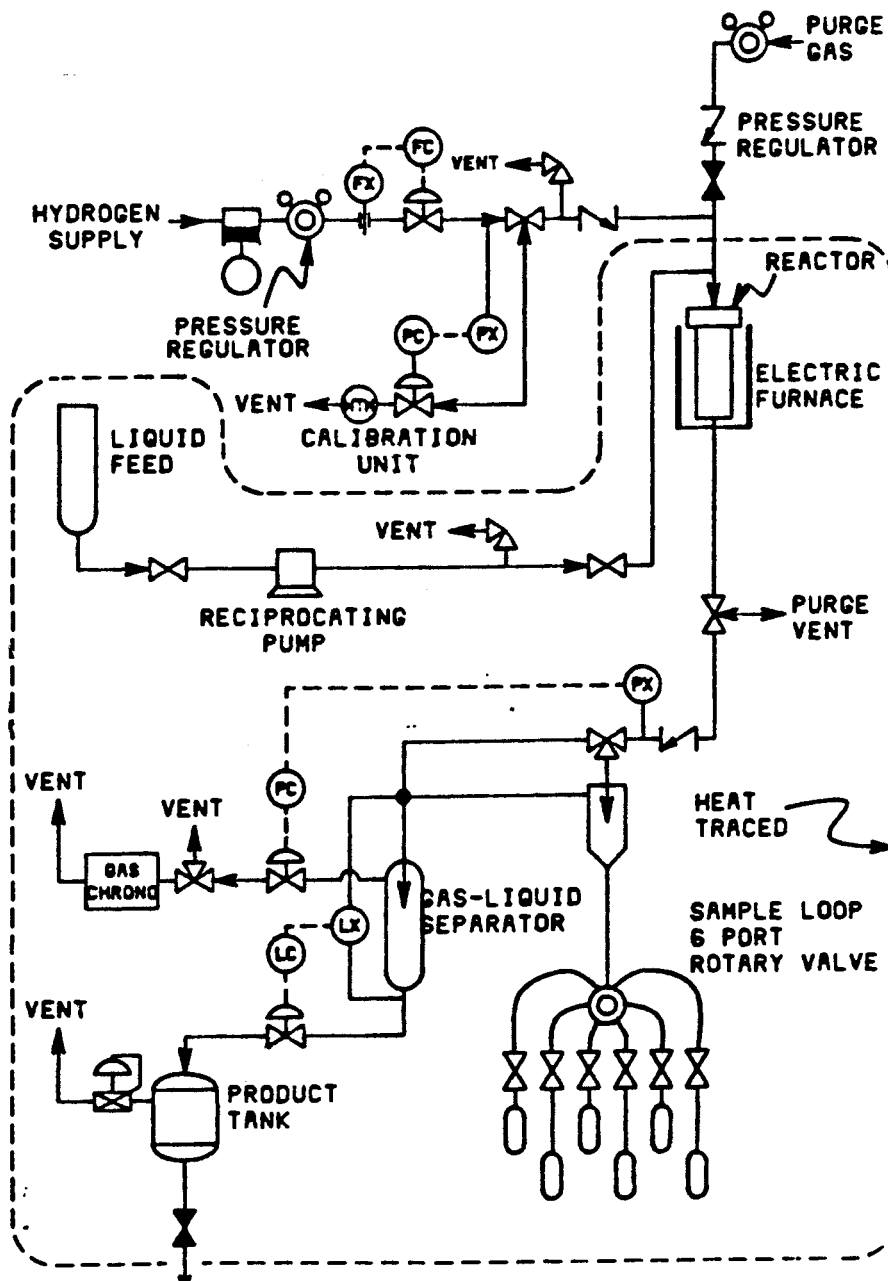 PURGE
GAS
PRESSURE
REGULATOR
FC
VENT
FX
HYDROGEN
SUPPLY
REACTOR
PRESSURE
REGULATOR
PC
PX
ELECTRIC
FURNACE
VENT
CALIBRATION
UNIT
LIQUID
FEED
VENT
RECIPROCATING
PUMP
PURGE
VENT
PX
PC
VENT
VENT
HEAT
TRACED
GAS
CHRONO
GAS-LIQUID
SEPARATOR
LX
LC
SAMPLE LOOP
6 PORT
ROTARY VALVE
VENT
PRODUCT
TANK